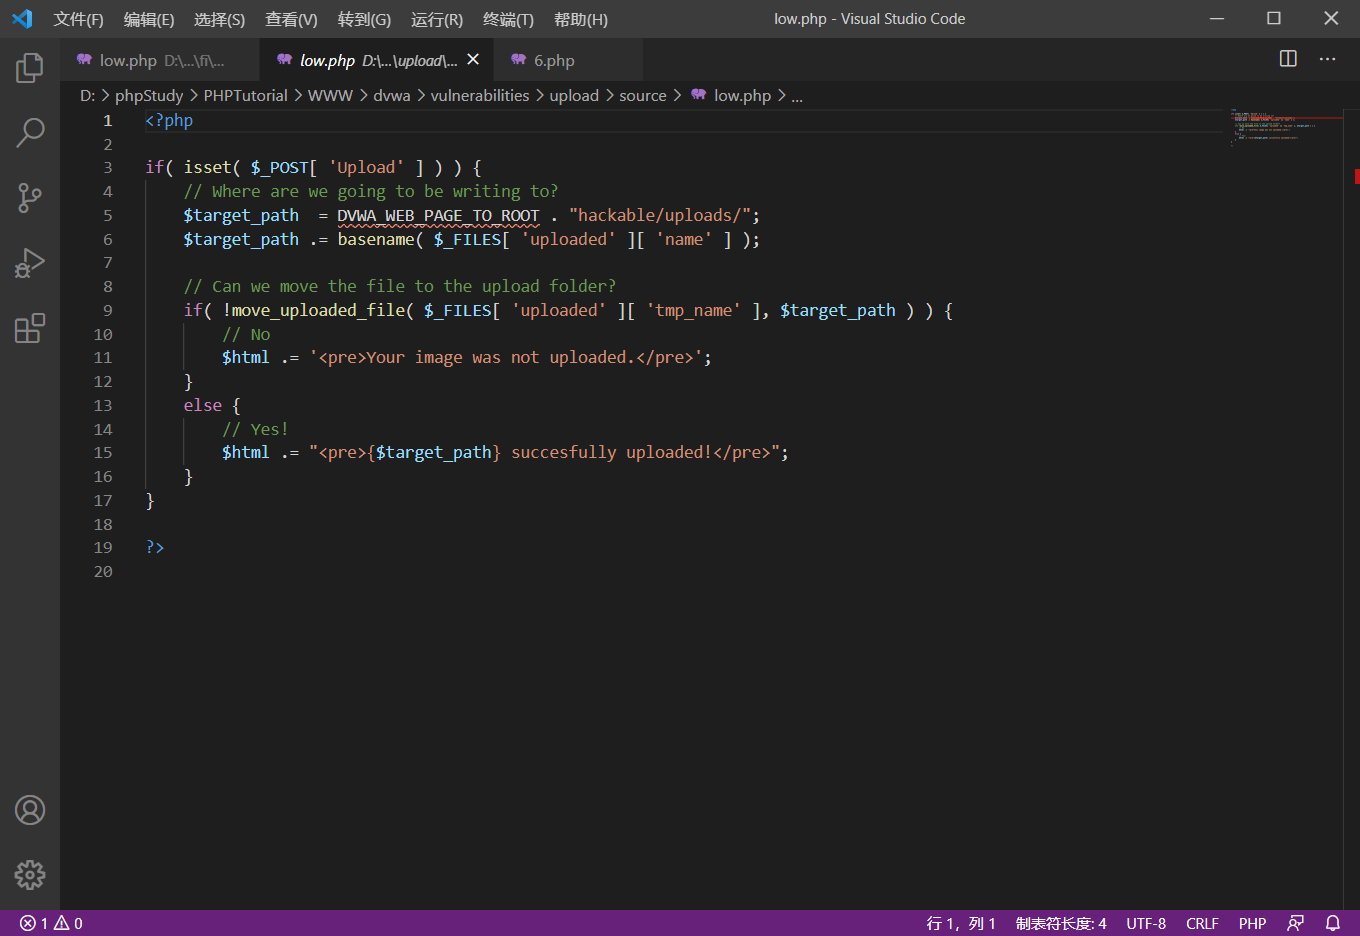 文件(F) 编辑(E) 选择(S) 查看(V) 转到(G) 运行(R) 终端(T) 帮助(H) low.php - Visual Studio Code
low.php D:\...\fi\... low.php D:\...\upload\... 6.php
D: > phpStudy > PHPTutorial > WWW > dvwa > vulnerabilities > upload > source > low.php > ...
1 <?php
2
3 if( isset( $_POST[ 'Upload' ] ) ) {
4 // Where are we going to be writing to?
5 $target_path  = DVWA_WEB_PAGE_TO_ROOT . "hackable/uploads/";
6 $target_path .= basename( $_FILES[ 'uploaded' ][ 'name' ] );
7
8 // Can we move the file to the upload folder?
9 if( !move_uploaded_file( $_FILES[ 'uploaded' ][ 'tmp_name' ], $target_path ) ) {
10 // No
11 $html .= '<pre>Your image was not uploaded.</pre>';
12 }
13 else {
14 // Yes!
15 $html .= "<pre>{$target_path} succesfully uploaded!</pre>";
16 }
17 }
18
19 ?>
20
1 0 行 1，列 1 制表符长度: 4 UTF-8 CRLF PHP